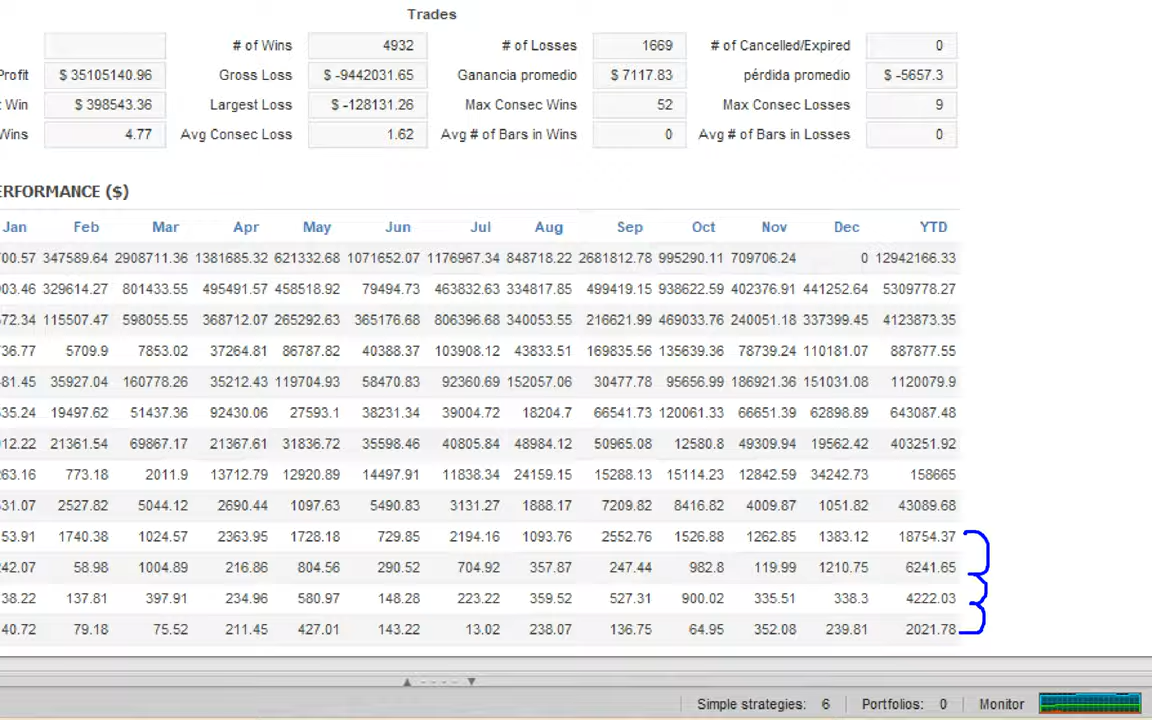 Trades
# of Wins 4932 # of Losses 1669 # of Cancelled/Expired 0
Profit $ 35105140.96 Gross Loss $ -9442031.65 Ganancia promedio $ 7117.83 pérdida promedio $ -5657.3
Win $ 398543.36 Largest Loss $ -128131.26 Max Consec Wins 52 Max Consec Losses 9
Wins 4.77 Avg Consec Loss 1.62 Avg # of Bars in Wins 0 Avg # of Bars in Losses 0
ERFORMANCE ($)
Jan Feb Mar Apr May Jun Jul Aug Sep Oct Nov Dec YTD
00.57 347589.64 2908711.36 1381685.32 621332.68 1071652.07 1176967.34 848718.22 2681812.78 995290.11 709706.24 0 12942166.33
03.46 329614.27 801433.55 495491.57 458518.92 79494.73 463832.63 334817.85 499419.15 938622.59 402376.91 441252.64 5309778.27
72.34 115507.47 598055.55 368712.07 265292.63 365176.68 806396.68 340053.55 216621.99 469033.76 240051.18 337399.45 4123873.35
36.77 5709.9 7853.02 37264.81 86787.82 40388.37 103908.12 43833.51 169835.56 135639.36 78739.24 110181.07 887877.55
81.45 35927.04 160778.26 35212.43 119704.93 58470.83 92360.69 152057.06 30477.78 95656.99 186921.36 151031.08 1120079.9
35.24 19497.62 51437.36 92430.06 27593.1 38231.34 39004.72 18204.7 66541.73 120061.33 66651.39 62898.89 643087.48
012.22 21361.54 69867.17 21367.61 31836.72 35598.46 40805.84 48984.12 50965.08 12580.8 49309.94 19562.42 403251.92
263.16 773.18 2011.9 13712.79 12920.89 14497.91 11838.34 24159.15 15288.13 15114.23 12842.59 34242.73 158665
531.07 2527.82 5044.12 2690.44 1097.63 5490.83 3131.27 1888.17 7209.82 8416.82 4009.87 1051.82 43089.68
53.91 1740.38 1024.57 2363.95 1728.18 729.85 2194.16 1093.76 2552.76 1526.88 1262.85 1383.12 18754.37
242.07 58.98 1004.89 216.86 804.56 290.52 704.92 357.87 247.44 982.8 119.99 1210.75 6241.65
38.22 137.81 397.91 234.96 580.97 148.28 223.22 359.52 527.31 900.02 335.51 338.3 4222.03
40.72 79.18 75.52 211.45 427.01 143.22 13.02 238.07 136.75 64.95 352.08 239.81 2021.78
Simple strategies: 6 Portfolios: 0 Monitor